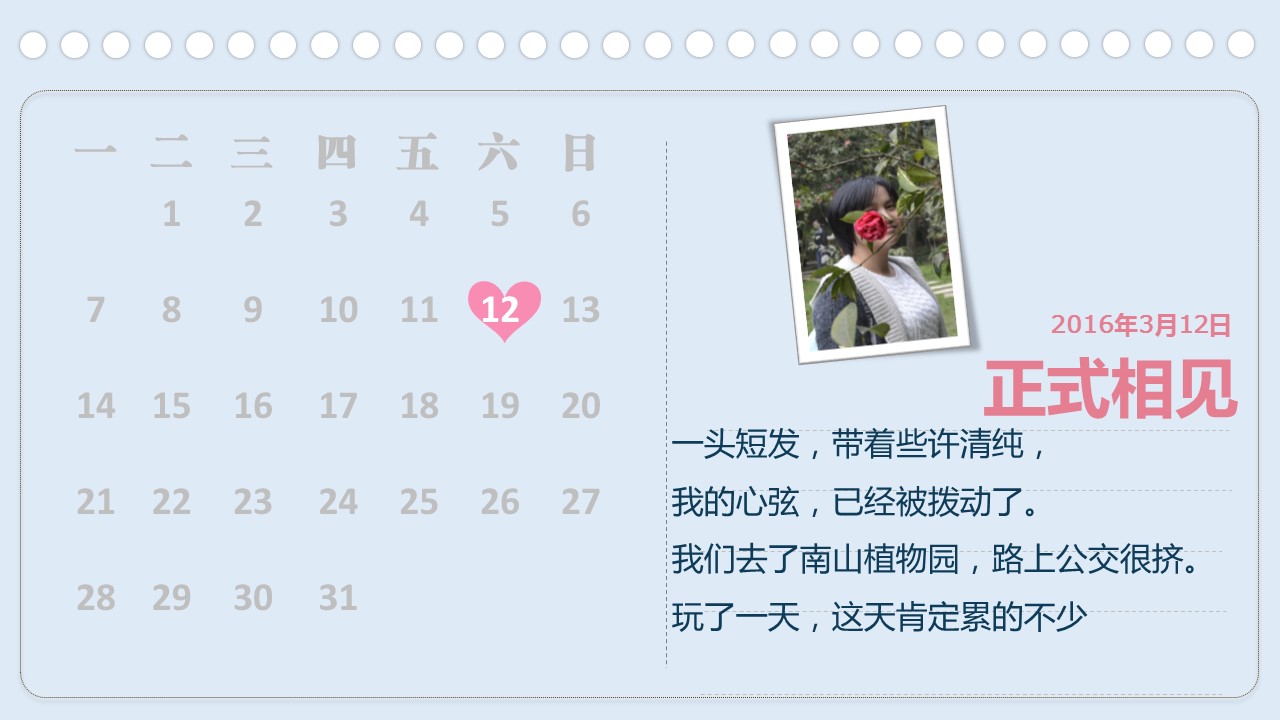 一 二 三 四 五 六 日
1 2 3 4 5 6
7 8 9 10 11 12 13
14 15 16 17 18 19 20
21 22 23 24 25 26 27
28 29 30 31
2016年3月12日
正式相见
一头短发，带着些许清纯，
我的心弦，已经被拨动了。
我们去了南山植物园，路上公交很挤。
玩了一天，这天肯定累的不少